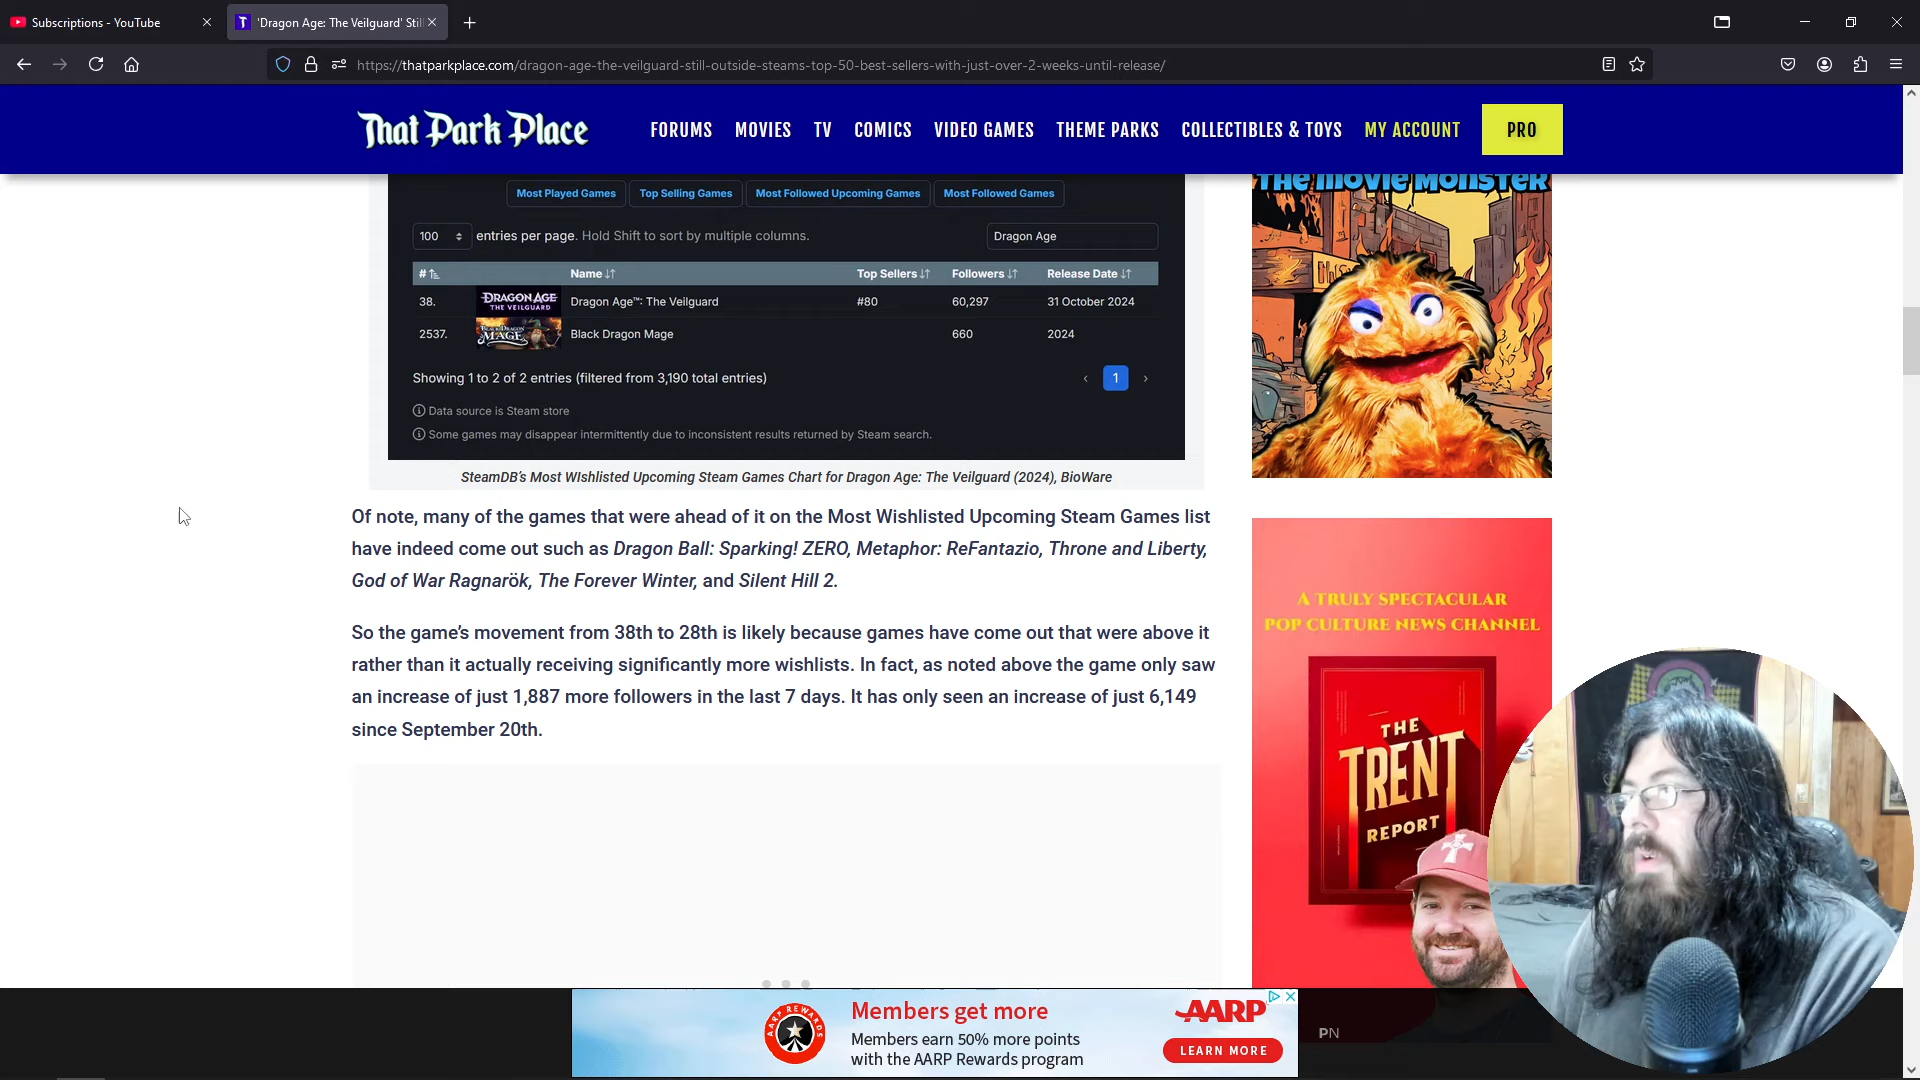 Subscriptions - YouTube
'Dragon Age: The Veilguard' Stil
https://thatparkplace.com/dragon-age-the-veilguard-still-outside-steams-top-50-best-sellers-with-just-over-2-weeks-until-release/
That Park Place
FORUMS MOVIES TV COMICS VIDEO GAMES THEME PARKS COLLECTIBLES & TOYS MY ACCOUNT PRO
Most Played Games Top Selling Games Most Followed Upcoming Games Most Followed Games
100 entries per page. Hold Shift to sort by multiple columns. Dragon Age
# Name Top Sellers Followers Release Date
DRAGON AGE
THE VEILGUARD
38. Dragon Age™: The Veilguard #80 60,297 31 October 2024
BLACK DRAGON
MAGE
2537. Black Dragon Mage 660 2024
Showing 1 to 2 of 2 entries (filtered from 3,190 total entries) ‹ 1 ›
Data source is Steam store
Some games may disappear intermittently due to inconsistent results returned by Steam search.
SteamDB's Most WIshlisted Upcoming Steam Games Chart for Dragon Age: The Veilguard (2024), BioWare
Of note, many of the games that were ahead of it on the Most Wishlisted Upcoming Steam Games list
have indeed come out such as Dragon Ball: Sparking! ZERO, Metaphor: ReFantazio, Throne and Liberty,
God of War Ragnarök, The Forever Winter, and Silent Hill 2.
So the game's movement from 38th to 28th is likely because games have come out that were above it
rather than it actually receiving significantly more wishlists. In fact, as noted above the game only saw
an increase of just 1,887 more followers in the last 7 days. It has only seen an increase of just 6,149
since September 20th.
THE MOVIE MONSTER
A TRULY SPECTACULAR
POP CULTURE NEWS CHANNEL
THE
TRENT
REPORT
AARP REWARDS
Members get more
Members earn 50% more points
with the AARP Rewards program
AARP
LEARN MORE
PN